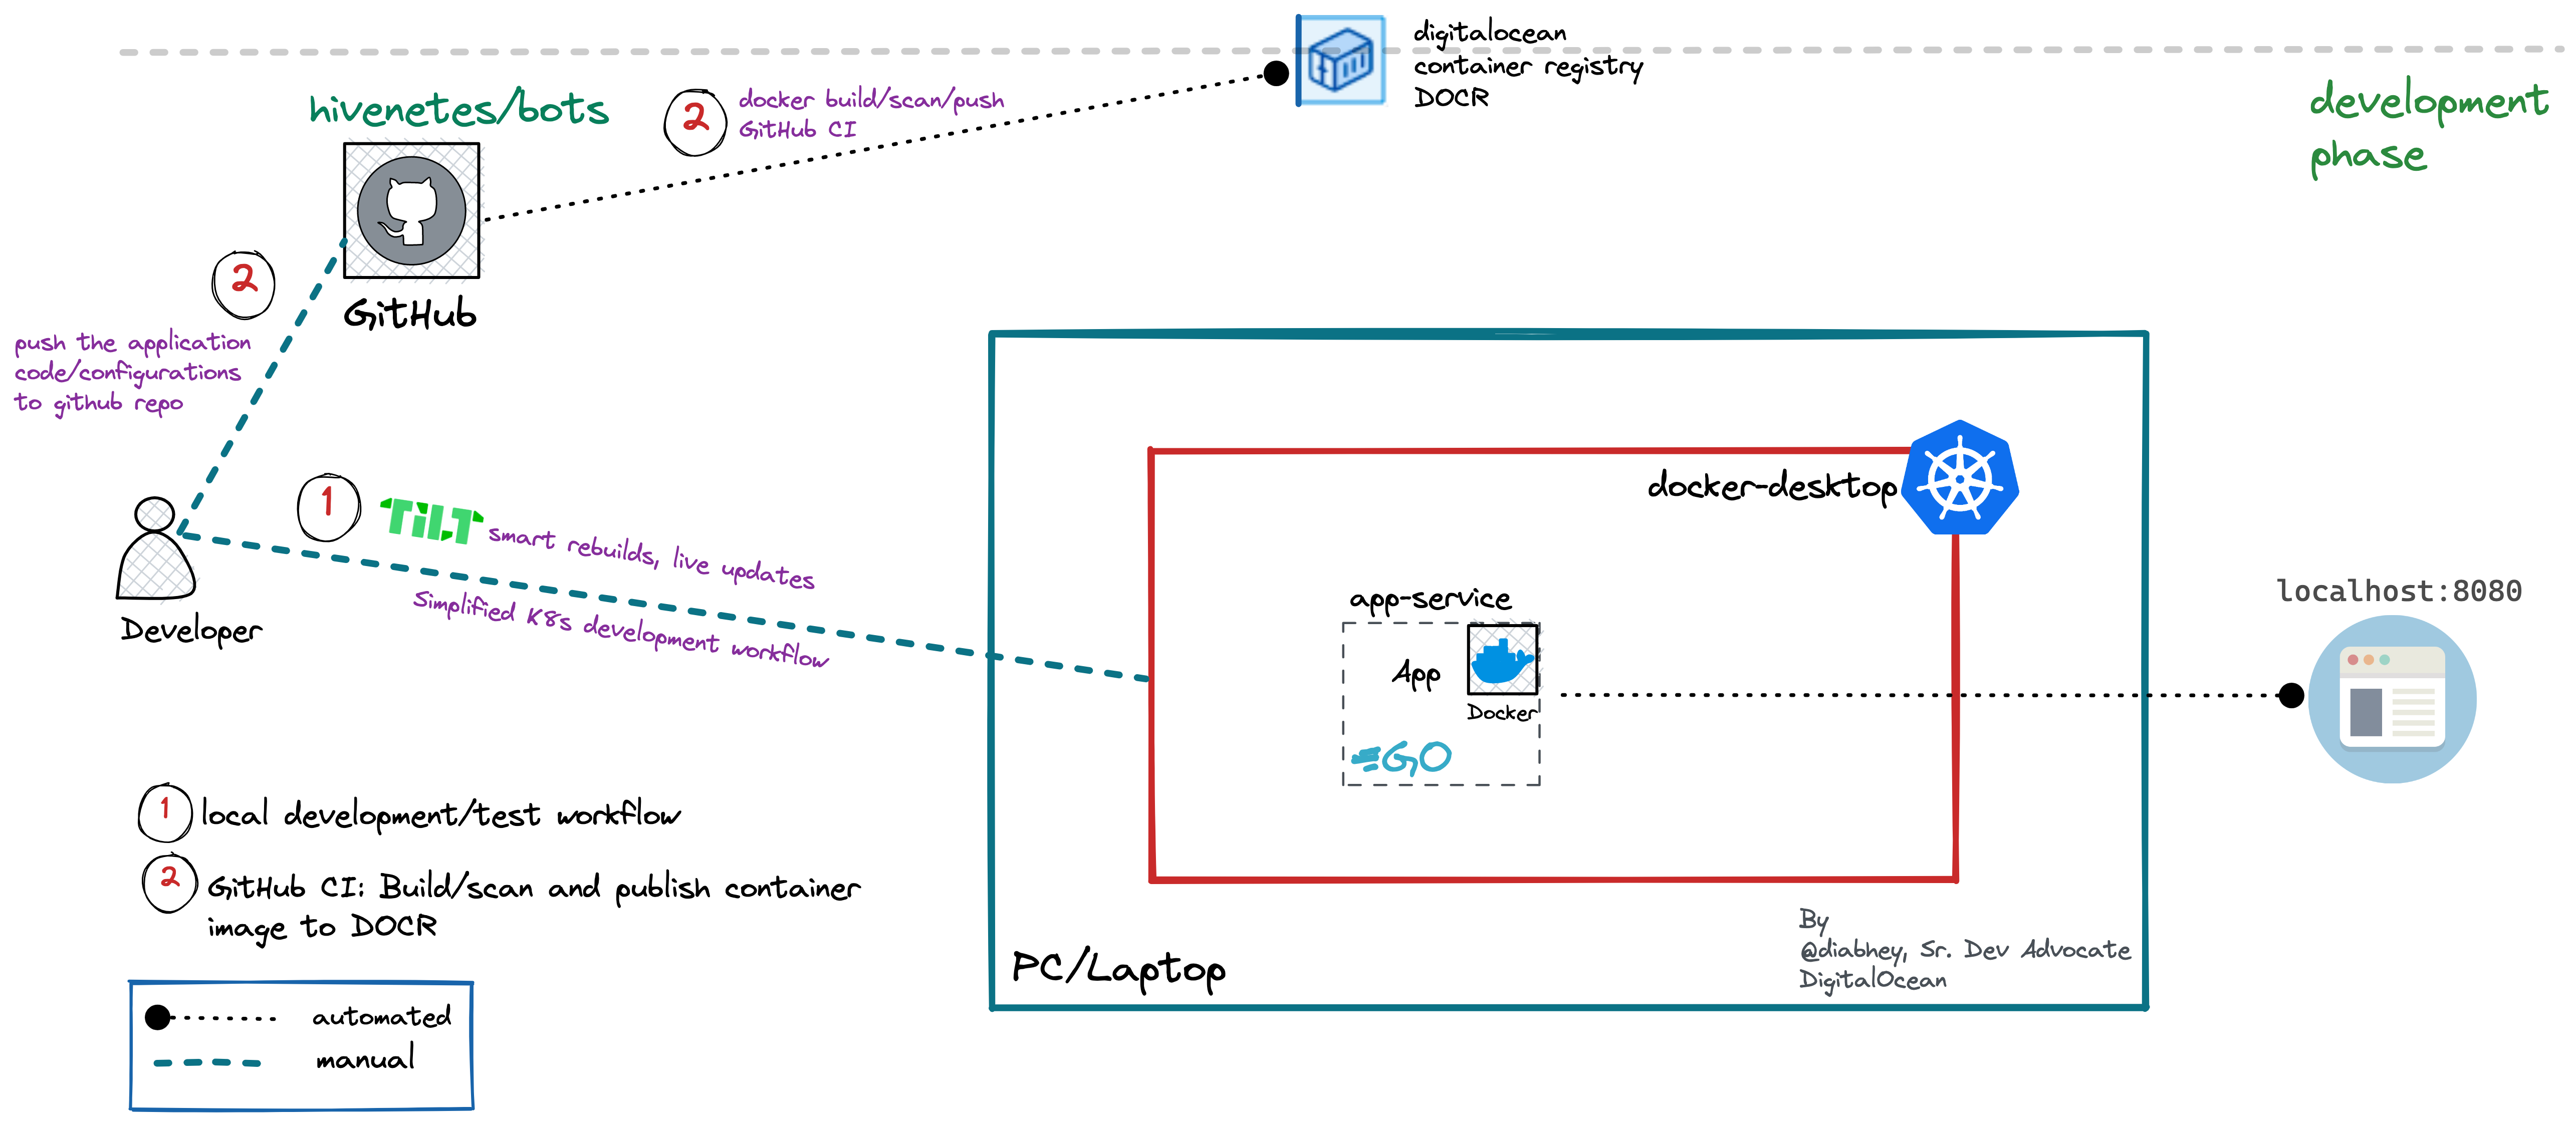 digitalocean
container registry
DOCR
development
phase
hivenetes/bots
2
docker build/scan/push
GitHub CI
GitHub
2
push the application
code/configurations
to github repo
1
TILT
smart rebuilds, live updates
Simplified K8s development workflow
Developer
docker-desktop
app-service
App
Docker
GO
localhost:8080
1
local development/test workflow
2
GitHub CI: Build/scan and publish container
image to DOCR
PC/Laptop
By
@diabhey, Sr. Dev Advocate
DigitalOcean
automated
manual